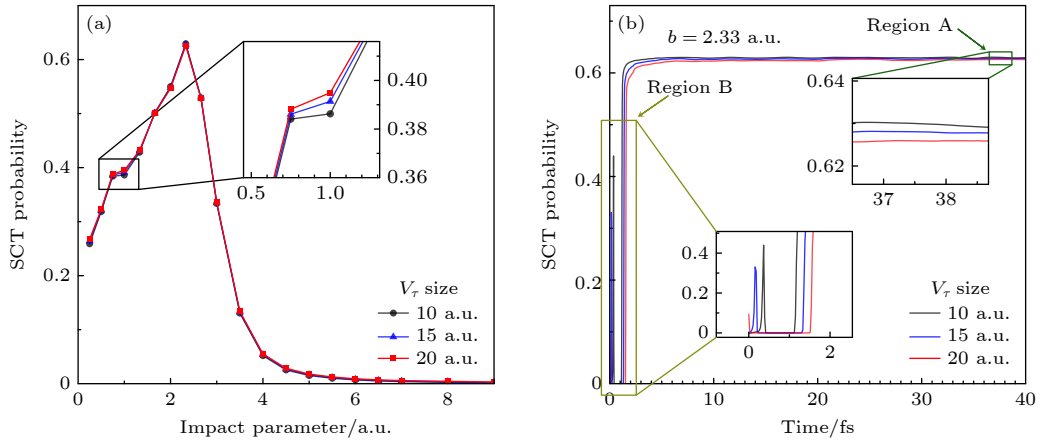 (a)
SCT probability
0.6
0.4
0.2
0
0.40
0.38
0.36
0.5
1.0
Vτ size
10 a.u.
15 a.u.
20 a.u.
0
2
4
6
8
Impact parameter/a.u.
(b)
Region A
b = 2.33 a.u.
SCT probability
0.6
0.4
0.2
0
Region B
0.64
0.62
37
38
0.4
0.2
0
0
2
Vτ size
10 a.u.
15 a.u.
20 a.u.
0
10
20
30
40
Time/fs